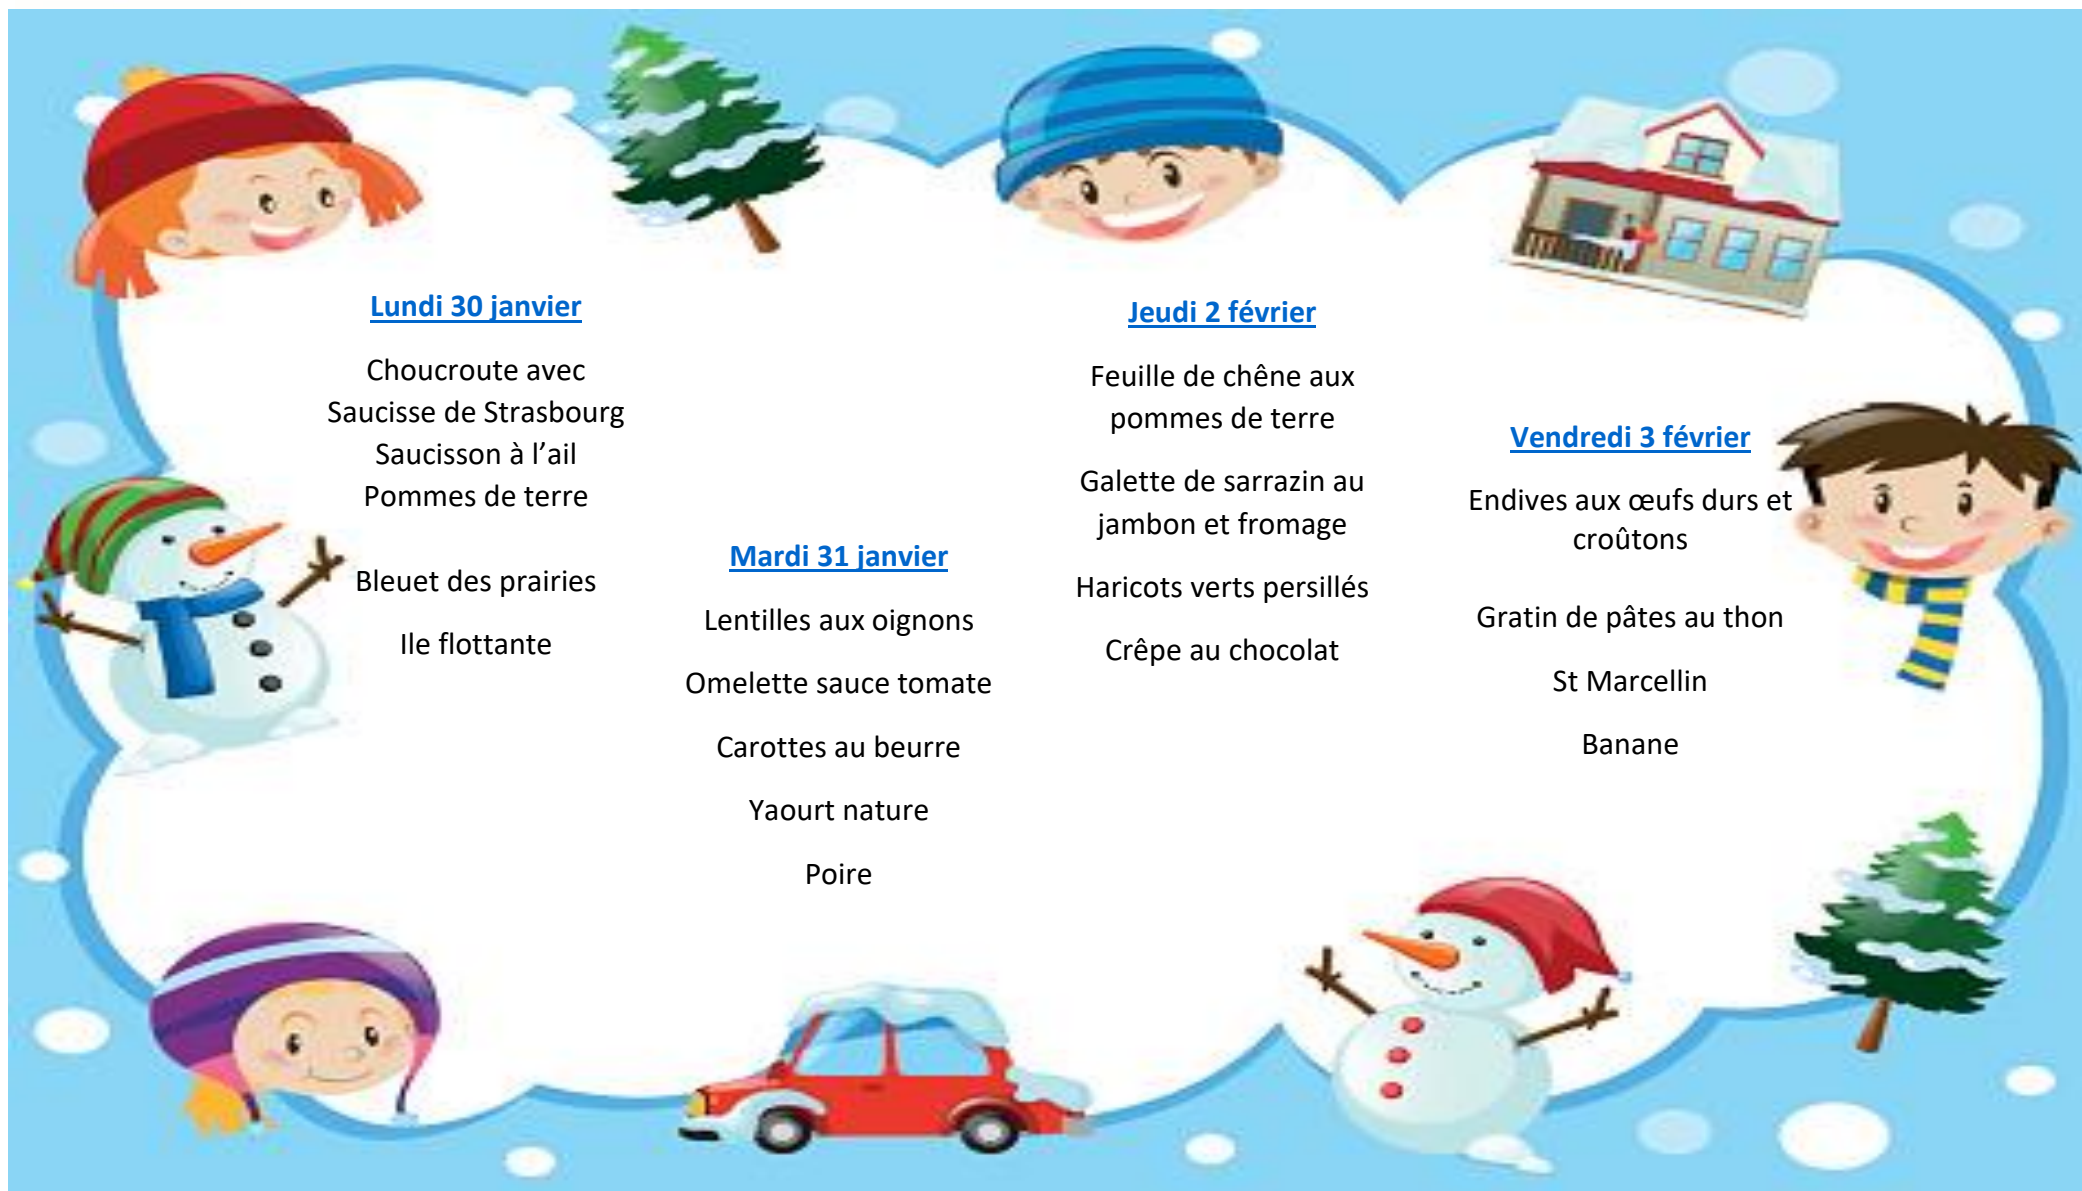 Lundi 30 janvier
Choucroute avec
Saucisse de Strasbourg
Saucisson à l’ail
Pommes de terre
Bleuet des prairies
Ile flottante
Mardi 31 janvier
Lentilles aux oignons
Omelette sauce tomate
Carottes au beurre
Yaourt nature
Poire
Jeudi 2 février
Feuille de chêne aux
pommes de terre
Galette de sarrazin au
jambon et fromage
Haricots verts persillés
Crêpe au chocolat
Vendredi 3 février
Endives aux œufs durs et
croûtons
Gratin de pâtes au thon
St Marcellin
Banane